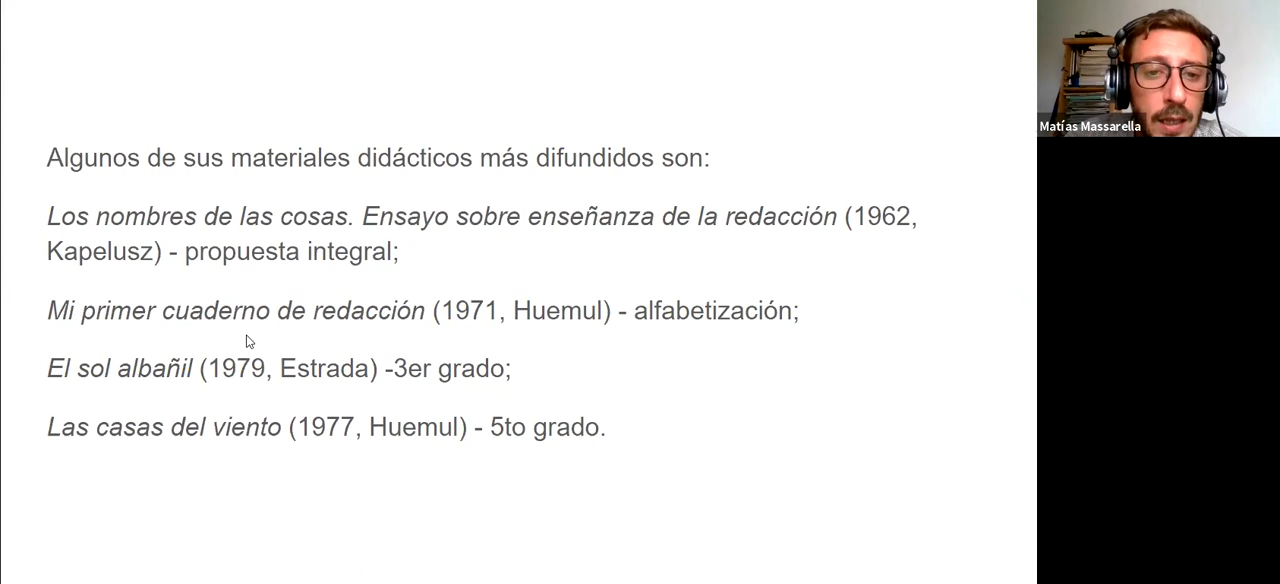 Algunos de sus materiales didácticos más difundidos son:
Los nombres de las cosas. Ensayo sobre enseñanza de la redacción (1962,
Kapelusz) - propuesta integral;
Mi primer cuaderno de redacción (1971, Huemul) - alfabetización;
El sol albañil (1979, Estrada) -3er grado;
Las casas del viento (1977, Huemul) - 5to grado.
Matías Massarella